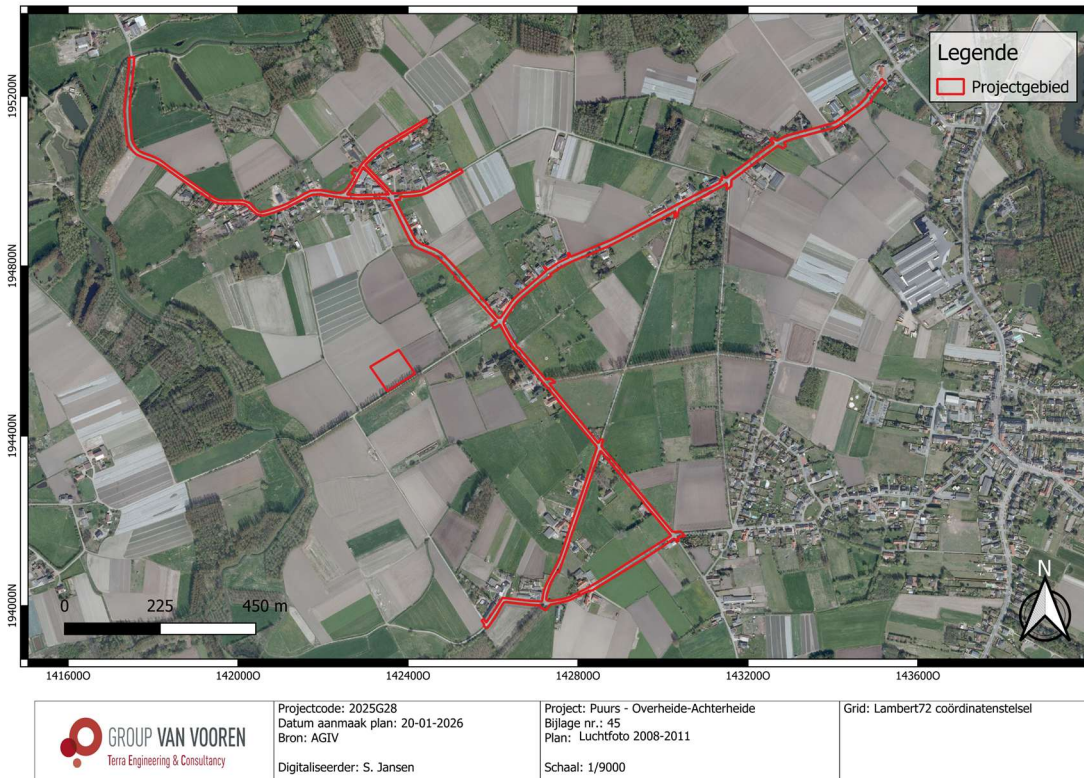 Legende
Projectgebied
195200N
194800N
194400N
194000N
0 225 450 m
N
1416000 1420000 1424000 1428000 1432000 1436000
GROUP VAN VOOREN
Terra Engineering & Consultancy
Projectcode: 2025G28
Datum aanmaak plan: 20-01-2026
Bron: AGIV
Digitaliseerder: S. Jansen
Project: Puurs - Overheide-Achterheide
Bijlage nr.: 45
Plan: Luchtfoto 2008-2011
Schaal: 1/9000
Grid: Lambert72 coördinatenstelsel